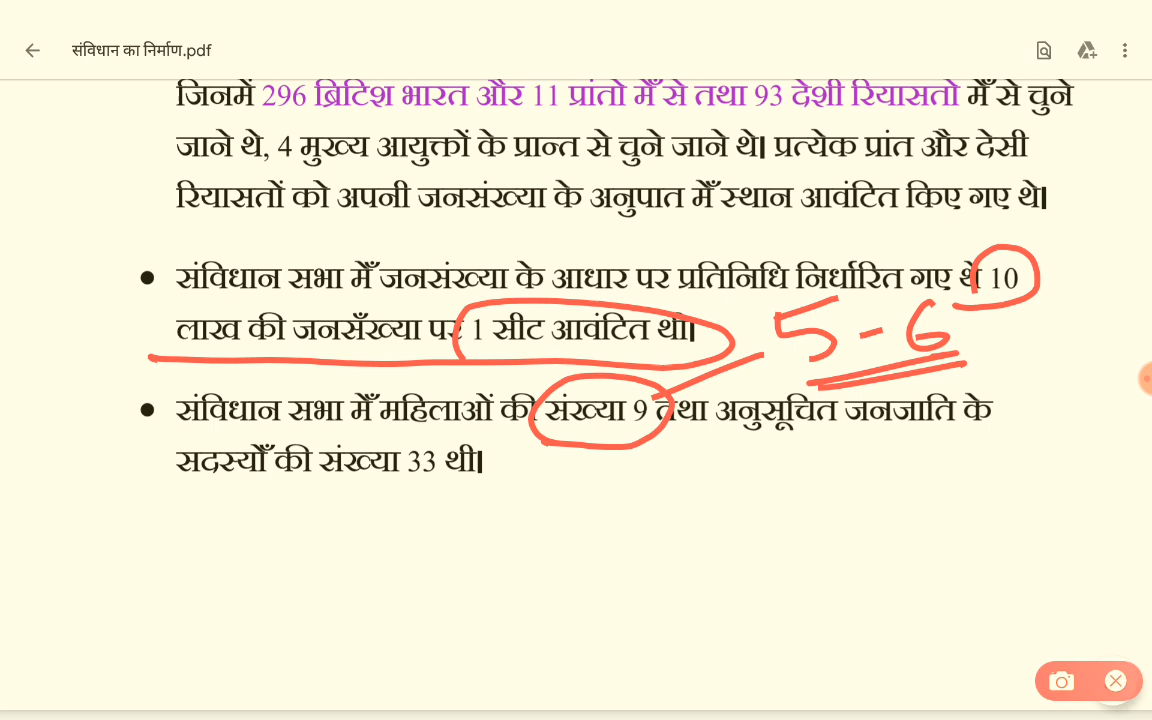 संविधान का निर्माण.pdf
जिनमें 296 ब्रिटिश भारत और 11 प्रांतो मेँ से तथा 93 देशी रियासतो मेँ से चुने
जाने थे, 4 मुख्य आयुक्तों के प्रान्त से चुने जाने थे| प्रत्येक प्रांत और देसी
रियासतों को अपनी जनसंख्या के अनुपात मेँ स्थान आवंटित किए गए थे|
● संविधान सभा मेँ जनसंख्या के आधार पर प्रतिनिधि निर्धारित गए थे 10
लाख की जनसँख्या पर 1 सीट आवंटित थी|
5-6
● संविधान सभा मेँ महिलाओं की संख्या 9 तथा अनुसूचित जनजाति के
सदस्योँ की संख्या 33 थी|